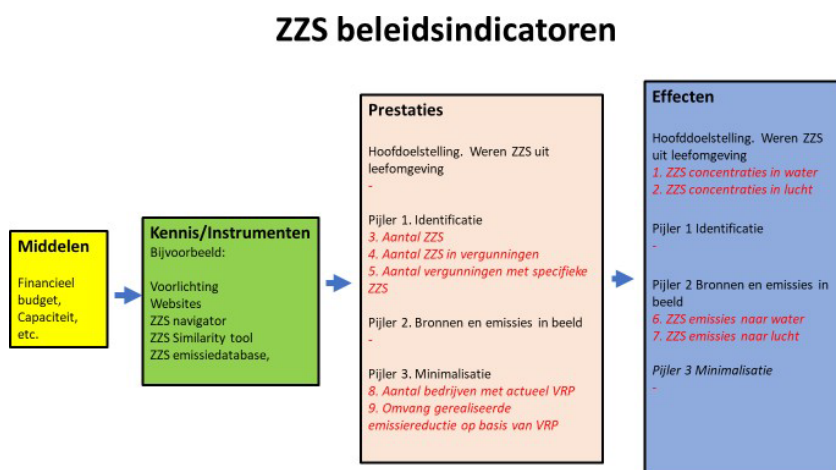 ZZS beleidsindicatoren
Middelen
Financieel
budget,
Capaciteit,
etc.
Kennis/Instrumenten
Bijvoorbeeld:
Voorlichting
Websites
ZZS navigator
ZZS Similarity tool
ZZS emissiedatabase,
Prestaties
Hoofdoelstelling. Weren ZZS uit
leefomgeving
-
Pijler 1. Identificatie
3. Aantal ZZS
4. Aantal ZZS in vergunningen
5. Aantal vergunningen met specifieke
ZZS
Pijler 2. Bronnen en emissies in beeld
-
Pijler 3. Minimalisatie
8. Aantal bedrijven met actueel VRP
9. Omvang gerealiseerde
emissiereductie op basis van VRP
Effecten
Hoofddoelstelling. Weren ZZS
uit leefomgeving
1. ZZS concentraties in water
2. ZZS concentraties in lucht
Pijler 1 Identificatie
-
Pijler 2 Bronnen en emissies in
beeld
6. ZZS emissies naar water
7. ZZS emissies naar lucht
Pijler 3 Minimalisatie
-